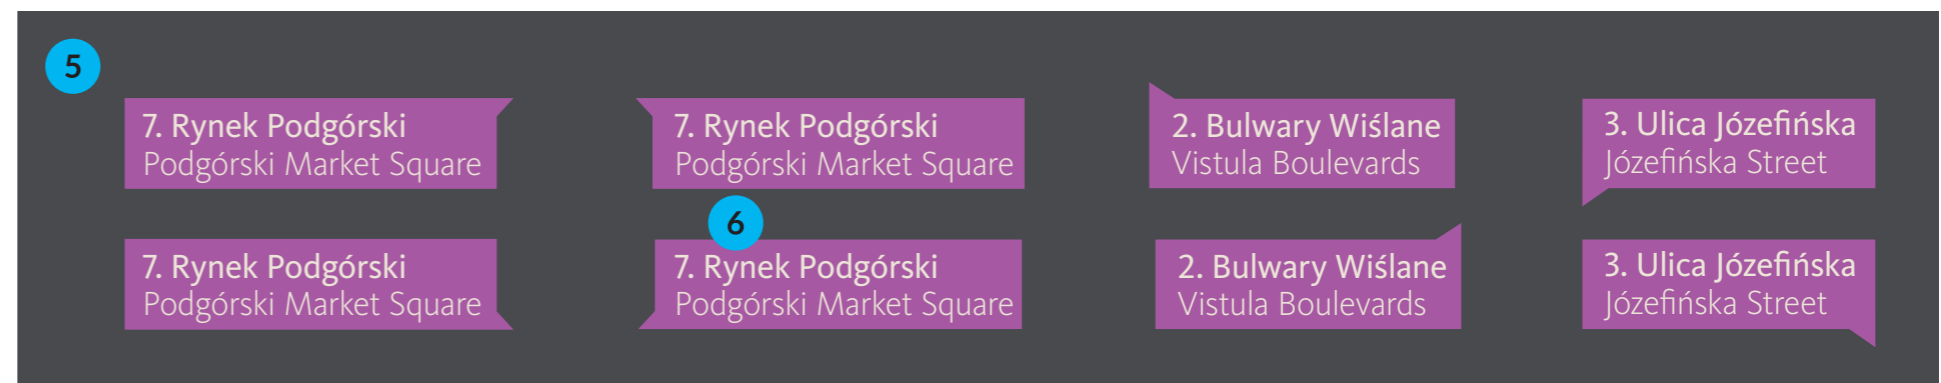 5
7. Rynek Podgórski
Podgórski Market Square
7. Rynek Podgórski
Podgórski Market Square
2. Bulwary Wiślane
Vistula Boulevards
3. Ulica Józefińska
Józefińska Street
6
7. Rynek Podgórski
Podgórski Market Square
7. Rynek Podgórski
Podgórski Market Square
2. Bulwary Wiślane
Vistula Boulevards
3. Ulica Józefińska
Józefińska Street